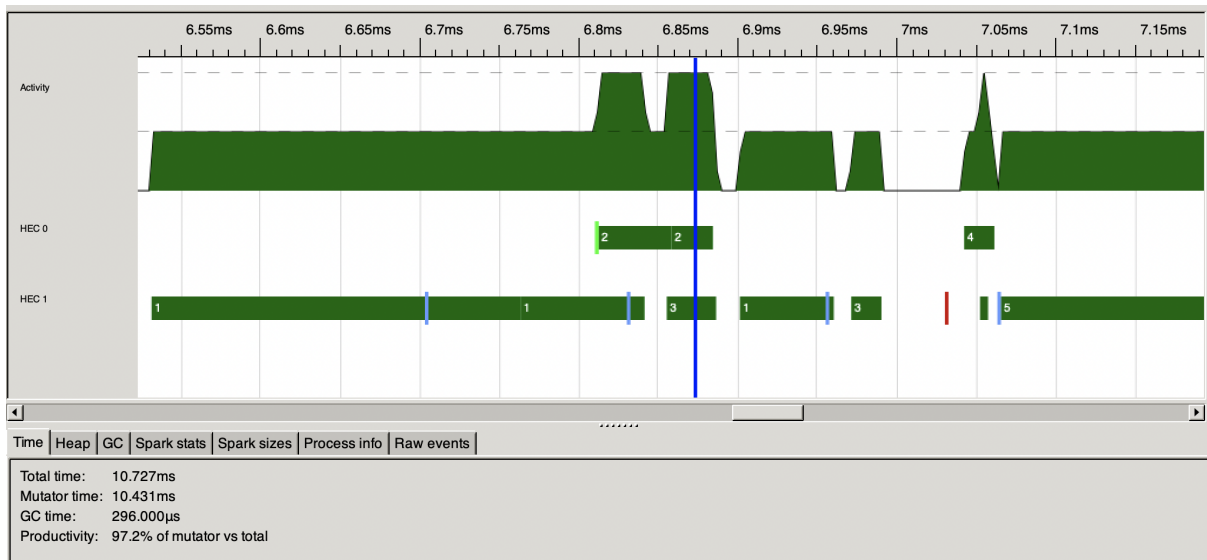 6.55ms 6.6ms 6.65ms 6.7ms 6.75ms 6.8ms 6.85ms 6.9ms 6.95ms 7ms 7.05ms 7.1ms 7.15ms
Activity
HEC 0
2 2 4
HEC 1
1 1 3 1 3 5
Time Heap GC Spark stats Spark sizes Process info Raw events
Total time: 10.727ms
Mutator time: 10.431ms
GC time: 296.000µs
Productivity: 97.2% of mutator vs total